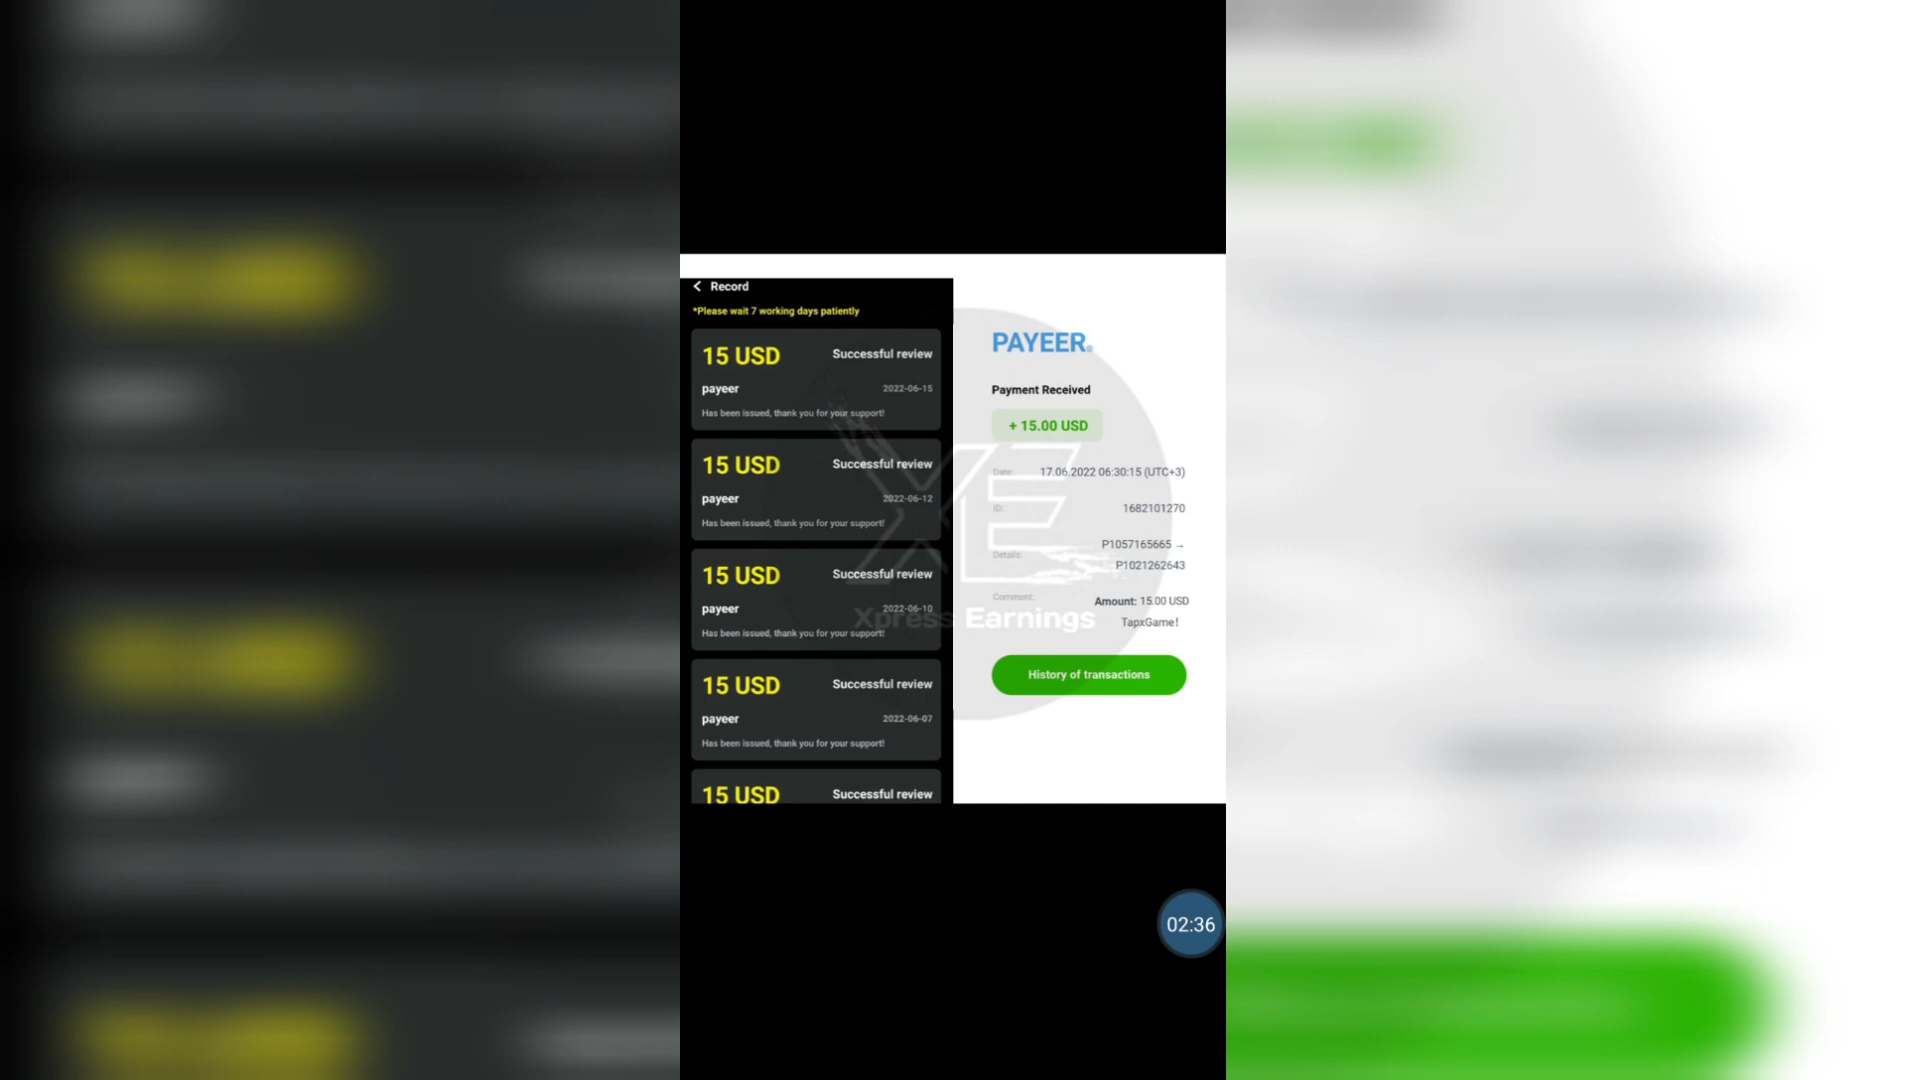 Record
*Please wait 7 working days patiently
15 USD
Successful review
payeer
2022-06-15
Has been issued, thank you for your support!
15 USD
Successful review
payeer
2022-06-12
Has been issued, thank you for your support!
15 USD
Successful review
payeer
2022-06-10
Has been issued, thank you for your support!
15 USD
Successful review
payeer
2022-06-07
Has been issued, thank you for your support!
15 USD
Successful review
PAYEER®
Payment Received
+ 15.00 USD
Date: 17.06.2022 06:30:15 (UTC+3)
ID: 1682101270
Details: P1057165665 →
P1021262643
Comment: Amount: 15.00 USD
TapxGame!
History of transactions
XE
Xpress Earnings
02:36